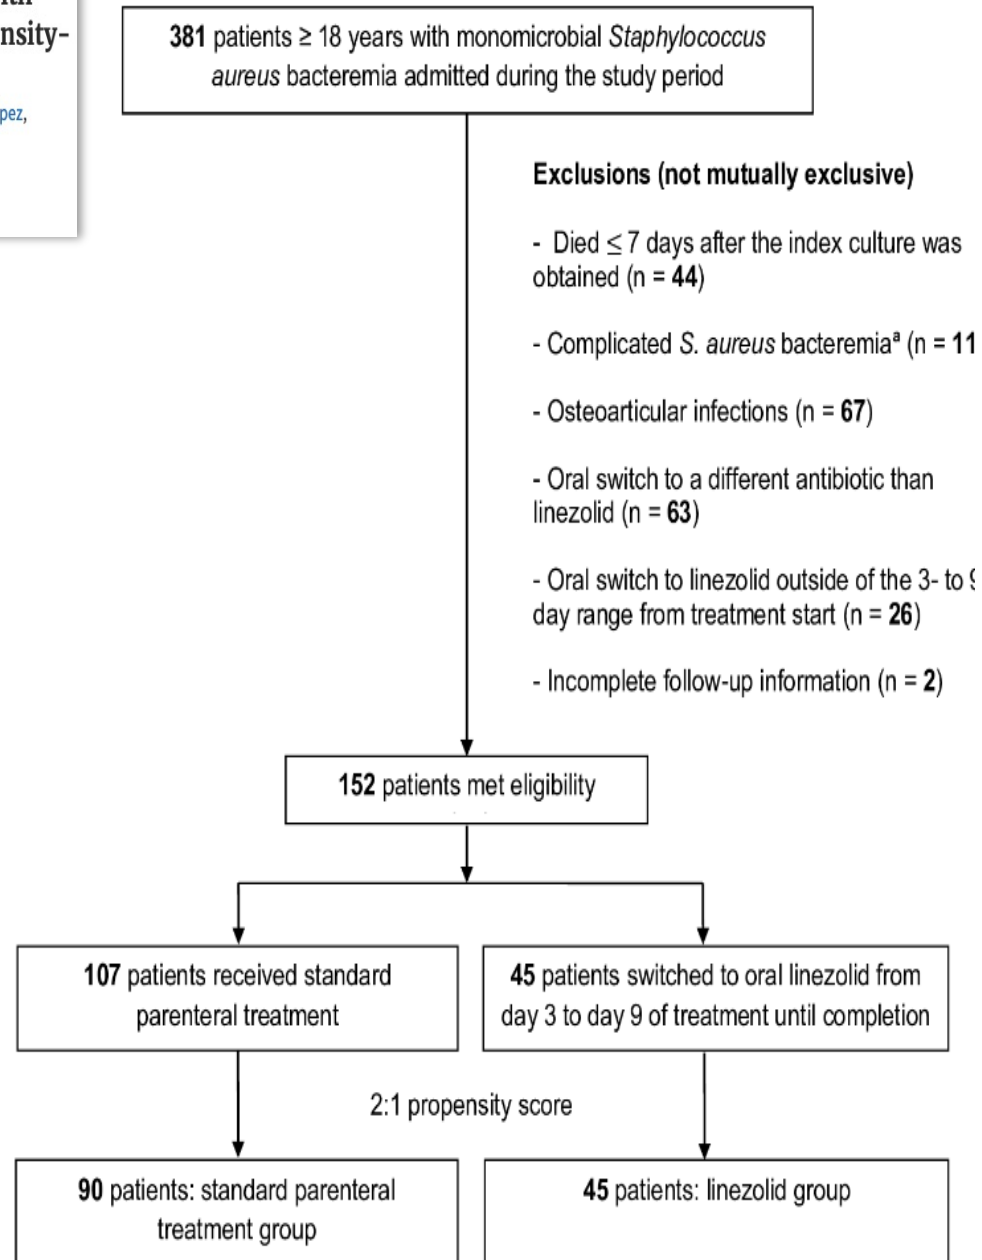 nsity-
pez,
381 patients ≥ 18 years with monomicrobial Staphylococcus
aureus bacteremia admitted during the study period
Exclusions (not mutually exclusive)
- Died ≤ 7 days after the index culture was
obtained (n = 44)
- Complicated S. aureus bacteremiaª (n = 11
- Osteoarticular infections (n = 67)
- Oral switch to a different antibiotic than
linezolid (n = 63)
- Oral switch to linezolid outside of the 3- to
day range from treatment start (n = 26)
- Incomplete follow-up information (n = 2)
152 patients met eligibility
107 patients received standard
parenteral treatment
45 patients switched to oral linezolid from
day 3 to day 9 of treatment until completion
2:1 propensity score
90 patients: standard parenteral
treatment group
45 patients: linezolid group